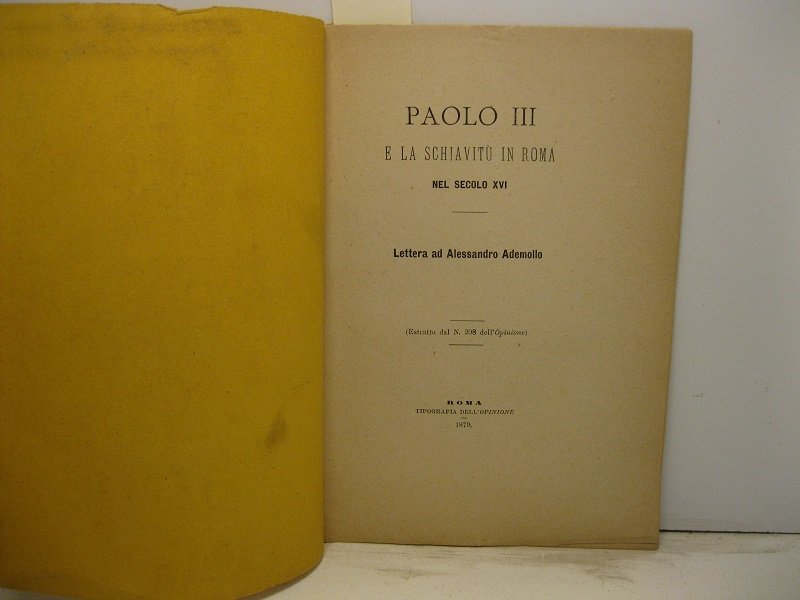 PAOLO III
E LA SCHIAVITÙ IN ROMA
NEL SECOLO XVI
Lettera ad Alessandro Ademollo
(Estratto dal N. 208 dell'Opinione)
ROMA
TIPOGRAFIA DELL'OPINIONE
1879.